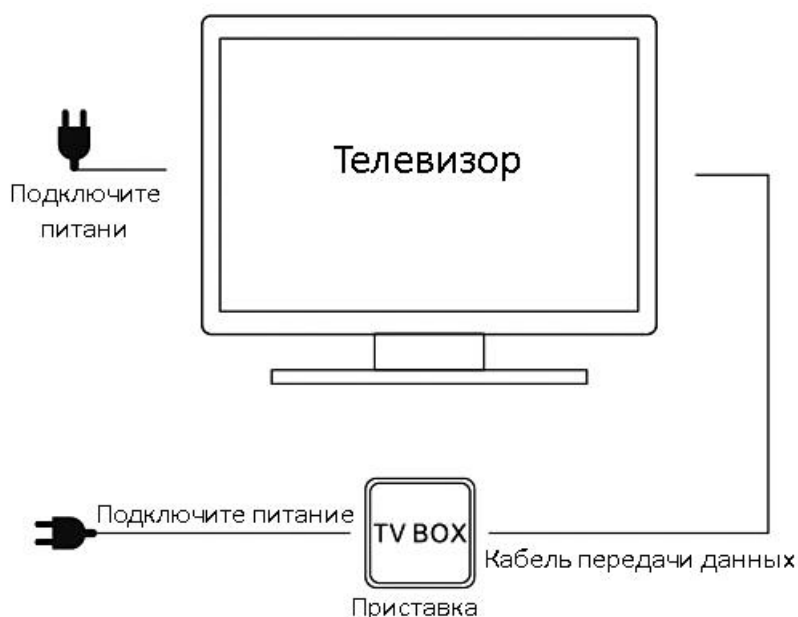 Телевизор
Подключите
питани
Подключите питание
TV BOX
Кабель передачи данных
Приставка